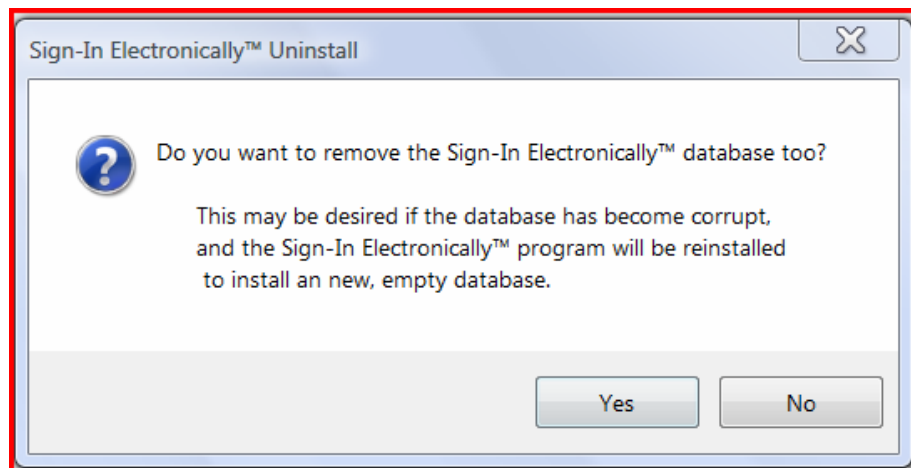 Sign-In Electronically™ Uninstall
Do you want to remove the Sign-In Electronically™ database too?
This may be desired if the database has become corrupt,
and the Sign-In Electronically™ program will be reinstalled
to install an new, empty database.
Yes
No